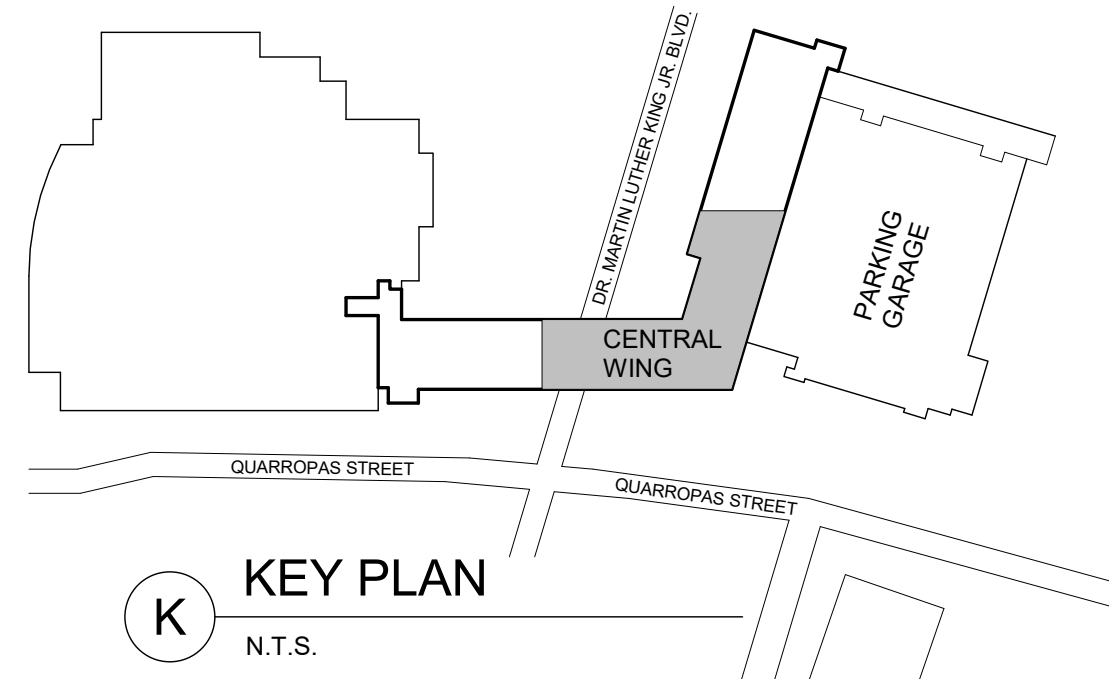 DR. MARTIN LUTHER KING JR. BLVD.
PARKING
GARAGE
CENTRAL
WING
QUARROPAS STREET
QUARROPAS STREET
KEY PLAN
K
N.T.S.